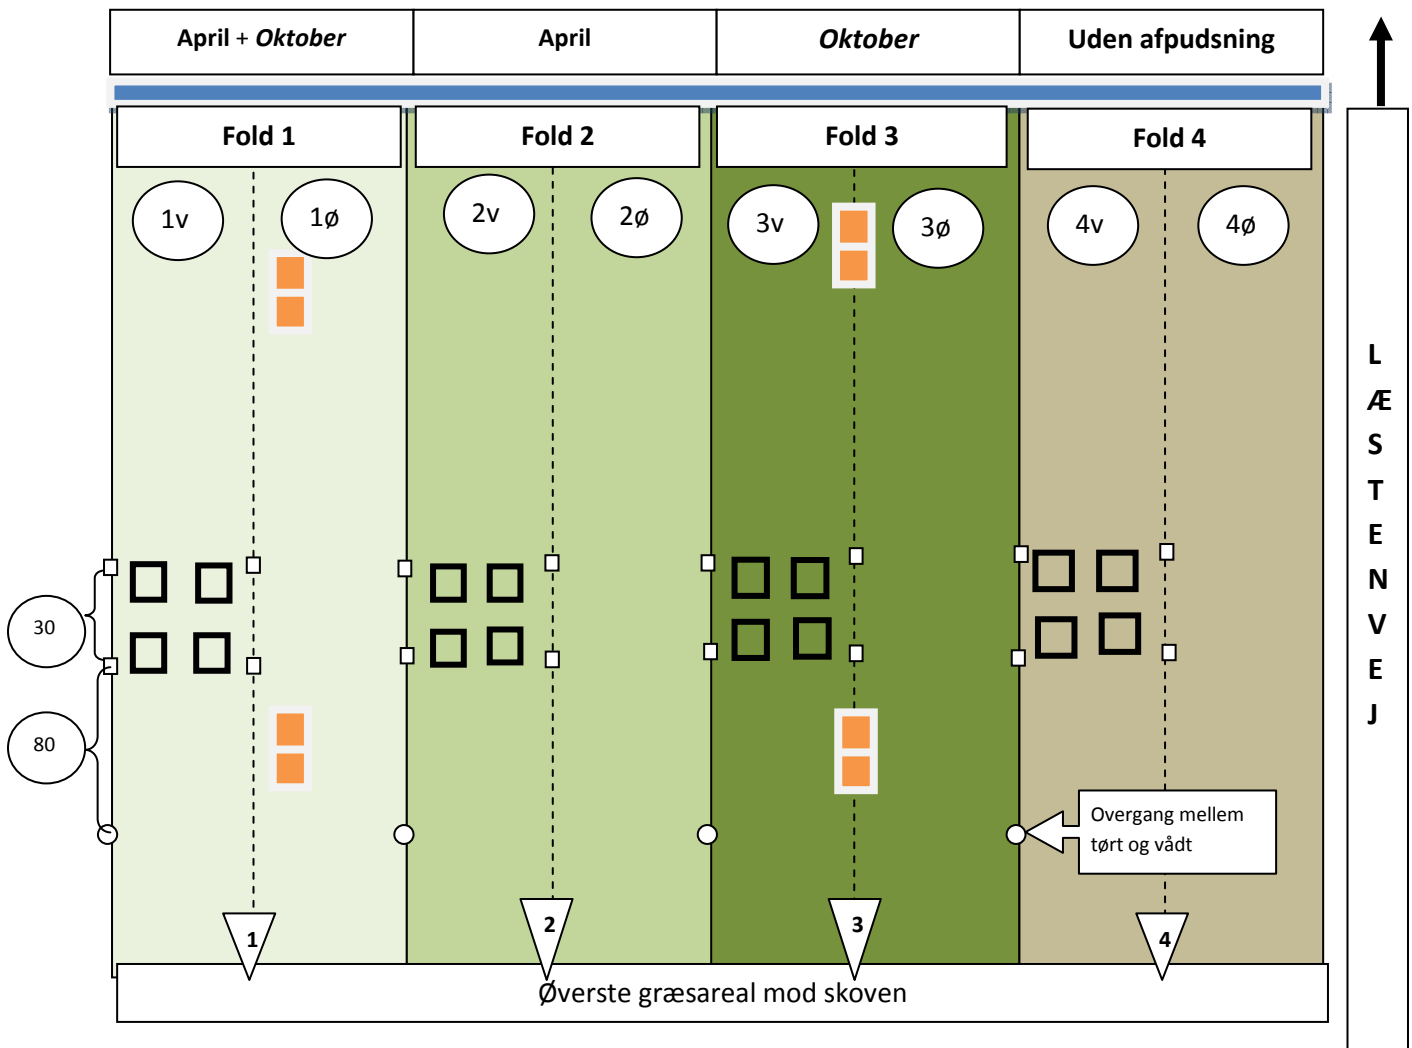 April + Oktober
April
Oktober
Uden afpudsning
Fold 1
Fold 2
Fold 3
Fold 4
1v
1ø
2v
2ø
3v
3ø
4v
4ø
30
80
Overgang mellem
tørt og vådt
1
2
3
4
Øverste græsareal mod skoven
L
Æ
S
T
E
N
V
E
J